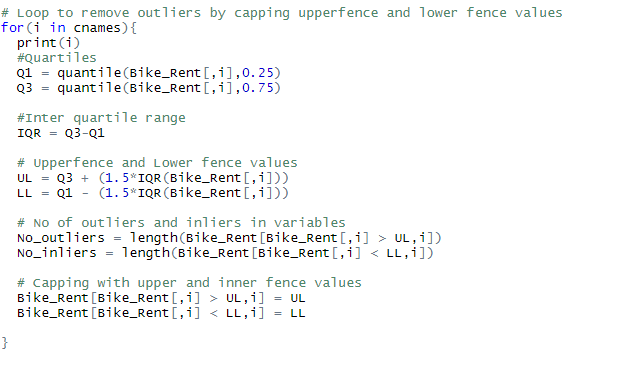 # Loop to remove outliers by capping upperfence and lower fence values
for(i in cnames){
print(i)
#Quartiles
Q1 = quantile(Bike_Rent[,i],0.25)
Q3 = quantile(Bike_Rent[,i],0.75)
#Inter quartile range
IQR = Q3-Q1
# Upperfence and Lower fence values
UL = Q3 + (1.5*IQR(Bike_Rent[,i]))
LL = Q1 - (1.5*IQR(Bike_Rent[,i]))
# No of outliers and inliers in variables
No_outliers = length(Bike_Rent[Bike_Rent[,i] > UL,i])
No_inliers = length(Bike_Rent[Bike_Rent[,i] < LL,i])
# Capping with upper and inner fence values
Bike_Rent[Bike_Rent[,i] > UL,i] = UL
Bike_Rent[Bike_Rent[,i] < LL,i] = LL
}